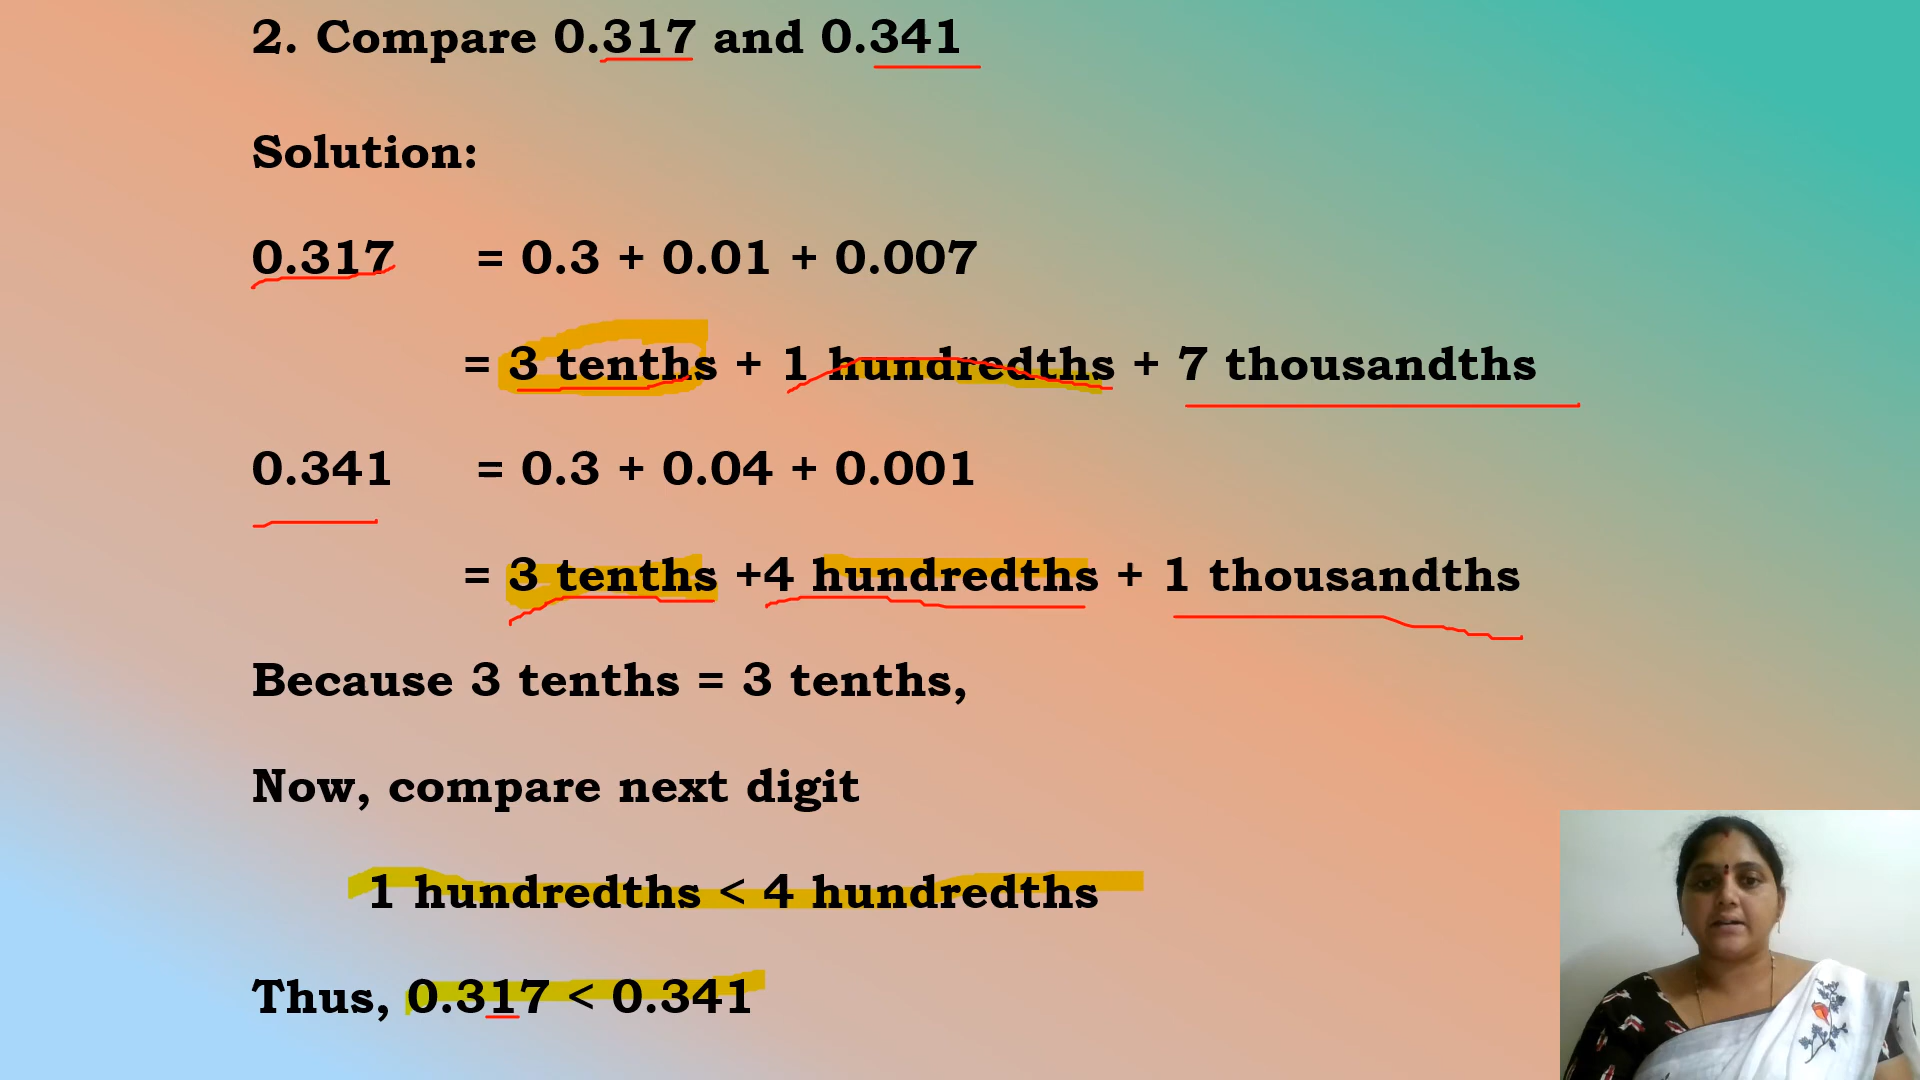 2. Compare 0.317 and 0.341
Solution:
0.317 = 0.3 + 0.01 + 0.007
= 3 tenths + 1 hundredths + 7 thousandths
0.341 = 0.3 + 0.04 + 0.001
= 3 tenths +4 hundredths + 1 thousandths
Because 3 tenths = 3 tenths,
Now, compare next digit
1 hundredths < 4 hundredths
Thus, 0.317 < 0.341